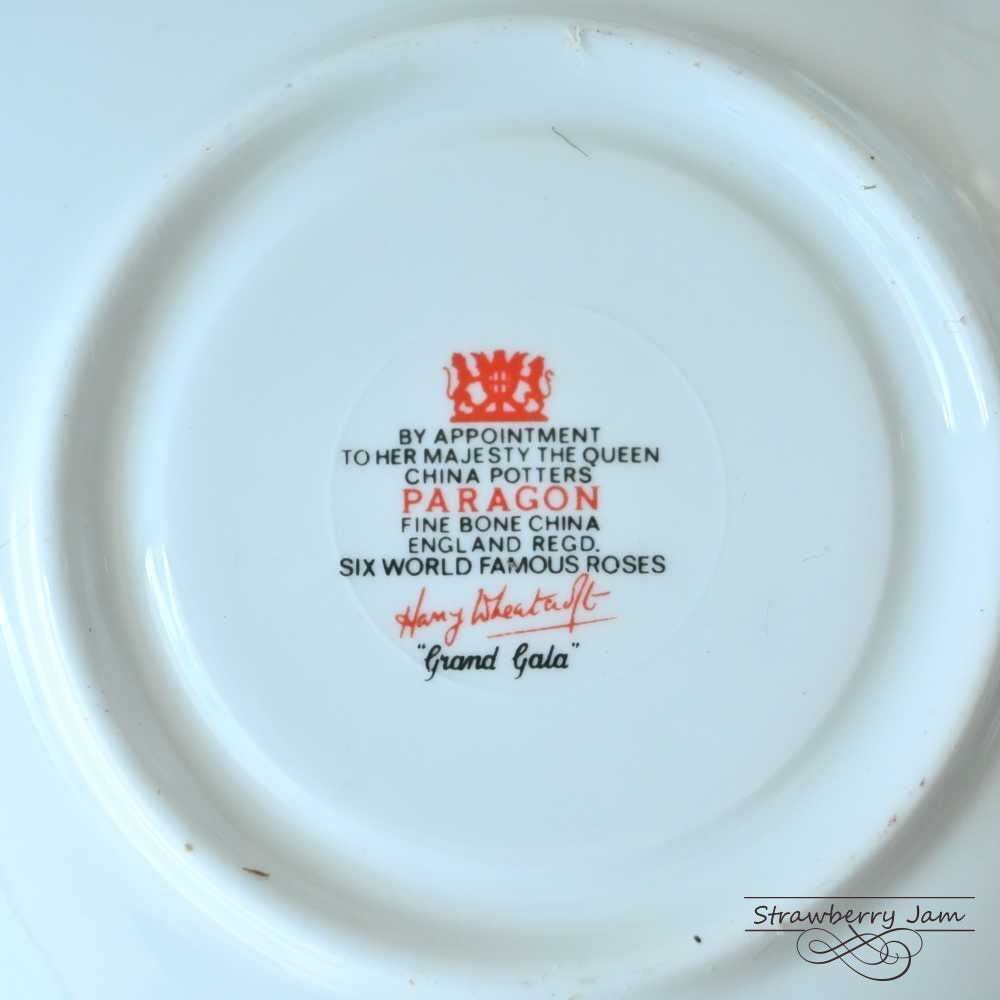 BY APPOINTMENT
TO HER MAJESTY THE QUEEN
CHINA POTTERS
PARAGON
FINE BONE CHINA
ENGLAND REGD.
SIX WORLD FAMOUS ROSES
Harry Wheatcroft
"Grand Gala"
Strawberry Jam